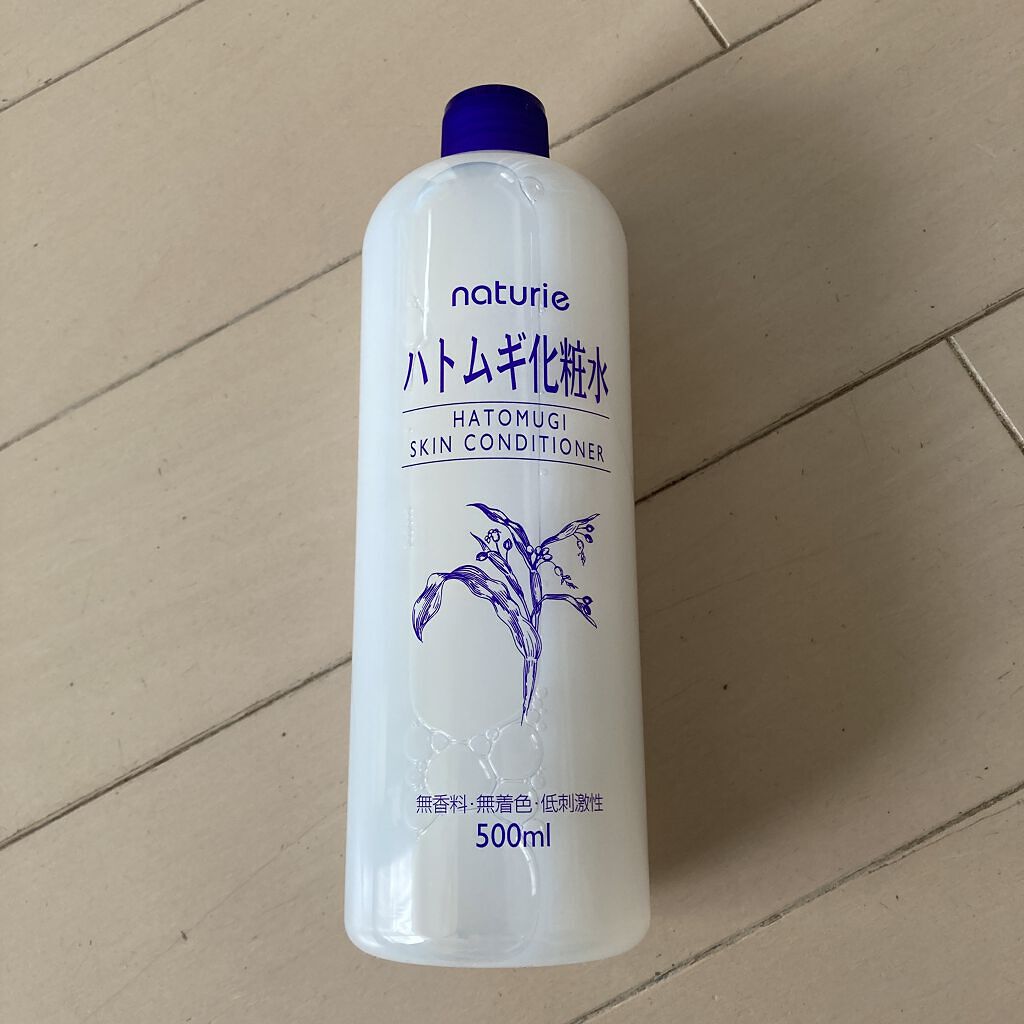 naturie
ハトムギ化粧水
HATOMUGI
SKIN CONDITIONER
無香料·無着色·低刺激性
500ml